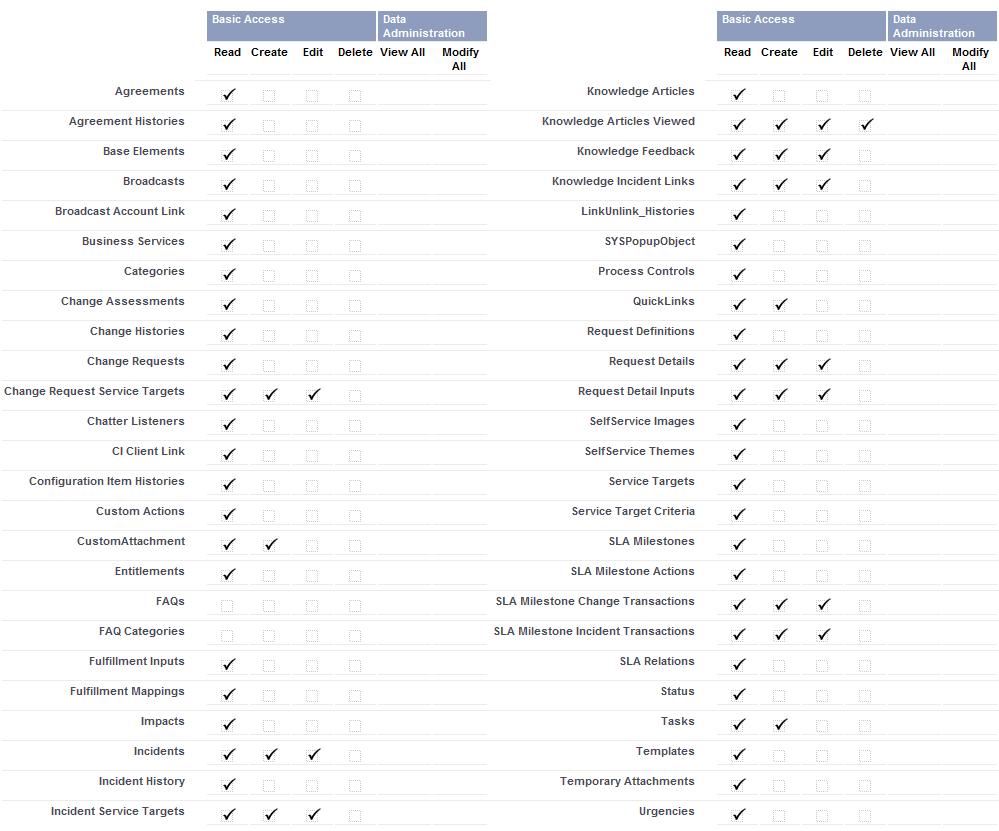 Basic Access Data Administration
Read Create Edit Delete View All Modify All
Agreements
Agreement Histories
Base Elements
Broadcasts
Broadcast Account Link
Business Services
Categories
Change Assessments
Change Histories
Change Requests
Change Request Service Targets
Chatter Listeners
CI Client Link
Configuration Item Histories
Custom Actions
CustomAttachment
Entitlements
FAQs
FAQ Categories
Fulfillment Inputs
Fulfillment Mappings
Impacts
Incidents
Incident History
Incident Service Targets
Basic Access Data Administration
Read Create Edit Delete View All Modify All
Knowledge Articles
Knowledge Articles Viewed
Knowledge Feedback
Knowledge Incident Links
LinkUnlink_Histories
SYSPopupObject
Process Controls
QuickLinks
Request Definitions
Request Details
Request Detail Inputs
SelfService Images
SelfService Themes
Service Targets
Service Target Criteria
SLA Milestones
SLA Milestone Actions
SLA Milestone Change Transactions
SLA Milestone Incident Transactions
SLA Relations
Status
Tasks
Templates
Temporary Attachments
Urgencies